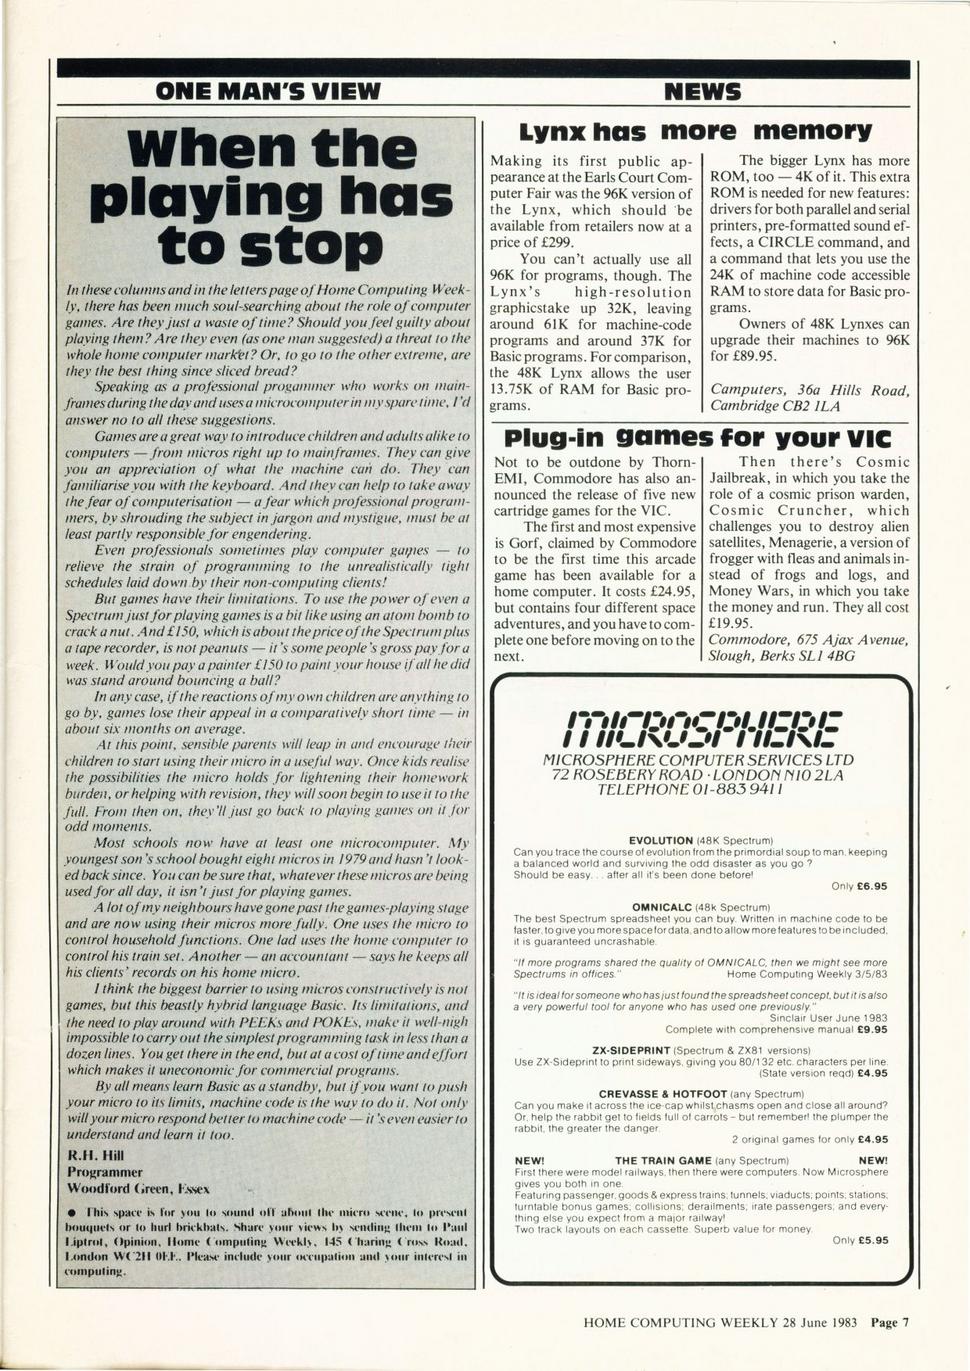 ONE MAN'S VIEW
When the
playing has
to stop
In these columns and in the letters page of Home Computing Week-
ly, there has been much soul-searching about the role of computer
games. Are they just a waste of time? Should you feel guilty about
playing them? Are they even (as one man suggested) a threat to the
whole home computer market? Or, to go to the other extreme, are
they the best thing since sliced bread?
Speaking as a professional progammer who works on main-
frames during the day and uses a microcomputer in my spare time, I'd
answer no to all these suggestions.
Games are a great way to introduce children and adults alike to
computers — from micros right up to mainframes. They can give
you an appreciation of what the machine can do. They can
familiarise you with the keyboard. And they can help to take away
the fear of computerisation — a fear which professional program-
mers, by shrouding the subject in jargon and mystique, must be at
least partly responsible for engendering.
Even professionals sometimes play computer games — to
relieve the strain of programming to the unrealistically tight
schedules laid down by their non-computing clients!
But games have their limitations. To use the power of even a
Spectrum just for playing games is a bit like using an atom bomb to
crack a nut. And £150, which is about the price of the Spectrum plus
a tape recorder, is not peanuts — it's some people's gross pay for a
week. Would you pay a painter £150 to paint your house if all he did
was stand around bouncing a ball?
In any case, if the reactions of my own children are anything to
go by, games lose their appeal in a comparatively short time — in
about six months on average.
At this point, sensible parents will leap in and encourage their
children to start using their micro in a useful way. Once kids realise
the possibilities the micro holds for lightening their homework
burden, or helping with revision, they will soon begin to use it to the
full. From then on, they'll just go back to playing games on it for
odd moments.
Most schools now have at least one microcomputer. My
youngest son's school bought eight micros in 1979 and hasn't look-
ed back since. You can be sure that, whatever these micros are being
used for all day, it isn't just for playing games.
A lot of my neighbours have gone past the games-playing stage
and are now using their micros more fully. One uses the micro to
control household functions. One lad uses the home computer to
control his train set. Another — an accountant — says he keeps all
his clients' records on his home micro.
I think the biggest barrier to using micros constructively is not
games, but this beastly hybrid language Basic. Its limitations, and
the need to play around with PEEKs and POKEs, make it well-nigh
impossible to carry out the simplest programming task in less than a
dozen lines. You get there in the end, but at a cost of time and effort
which makes it uneconomic for commercial programs.
By all means learn Basic as a standby, but if you want to push
your micro to its limits, machine code is the way to do it. Not only
will your micro respond better to machine code — it's even easier to
understand and learn it too.
R.H. Hill
Programmer
Woodford Green, Essex
● This space is for you to sound off about the micro scene, to present
bouquets or to hurl brickbats. Share your views by sending them to Paul
Liptrot, Opinion, Home Computing Weekly, 145 Charing Cross Road,
London WC2H 0EE. Please include your occupation and your interest in
computing.
NEWS
Lynx has more memory
Making its first public ap-
pearance at the Earls Court Com-
puter Fair was the 96K version of
the Lynx, which should be
available from retailers now at a
price of £299.
You can't actually use all
96K for programs, though. The
Lynx's high-resolution
graphicstake up 32K, leaving
around 61K for machine-code
programs and around 37K for
Basic programs. For comparison,
the 48K Lynx allows the user
13.75K of RAM for Basic pro-
grams.
The bigger Lynx has more
ROM, too — 4K of it. This extra
ROM is needed for new features:
drivers for both parallel and serial
printers, pre-formatted sound ef-
fects, a CIRCLE command, and
a command that lets you use the
24K of machine code accessible
RAM to store data for Basic pro-
grams.
Owners of 48K Lynxes can
upgrade their machines to 96K
for £89.95.
Camputers, 36a Hills Road,
Cambridge CB2 1LA
Plug-in games for your VIC
Not to be outdone by Thorn-
EMI, Commodore has also an-
nounced the release of five new
cartridge games for the VIC.
The first and most expensive
is Gorf, claimed by Commodore
to be the first time this arcade
game has been available for a
home computer. It costs £24.95,
but contains four different space
adventures, and you have to com-
plete one before moving on to the
next.
Then there's Cosmic
Jailbreak, in which you take the
role of a cosmic prison warden,
Cosmic Cruncher, which
challenges you to destroy alien
satellites, Menagerie, a version of
frogger with fleas and animals in-
stead of frogs and logs, and
Money Wars, in which you take
the money and run. They all cost
£19.95.
Commodore, 675 Ajax Avenue,
Slough, Berks SL1 4BG
MICROSPHERE
MICROSPHERE COMPUTER SERVICES LTD
72 ROSEBERY ROAD · LONDON N10 2LA
TELEPHONE 01-883 9411
EVOLUTION (48K Spectrum)
Can you trace the course of evolution from the primordial soup to man, keeping
a balanced world and surviving the odd disaster as you go ?
Should be easy. . . after all it's been done before!
Only £6.95
OMNICALC (48k Spectrum)
The best Spectrum spreadsheet you can buy. Written in machine code to be
faster, to give you more space for data, and to allow more features to be included,
it is guaranteed uncrashable.
"If more programs shared the quality of OMNICALC, then we might see more
Spectrums in offices." Home Computing Weekly 3/5/83
"It is ideal for someone who has just found the spreadsheet concept, but it is also
a very powerful tool for anyone who has used one previously."
Sinclair User June 1983
Complete with comprehensive manual £9.95
ZX-SIDEPRINT (Spectrum & ZX81 versions)
Use ZX-Sideprint to print sideways, giving you 80/132 etc. characters per line.
(State version reqd) £4.95
CREVASSE & HOTFOOT (any Spectrum)
Can you make it across the ice-cap whilst chasms open and close all around?
Or, help the rabbit get to fields full of carrots – but remember! the plumper the
rabbit, the greater the danger.
2 original games for only £4.95
NEW! THE TRAIN GAME (any Spectrum) NEW!
First there were model railways, then there were computers. Now Microsphere
gives you both in one.
Featuring passenger, goods & express trains; tunnels; viaducts; points; stations;
turntable bonus games; collisions; derailments; irate passengers; and every-
thing else you expect from a major railway!
Two track layouts on each cassette. Superb value for money.
Only £5.95
HOME COMPUTING WEEKLY 28 June 1983 Page 7